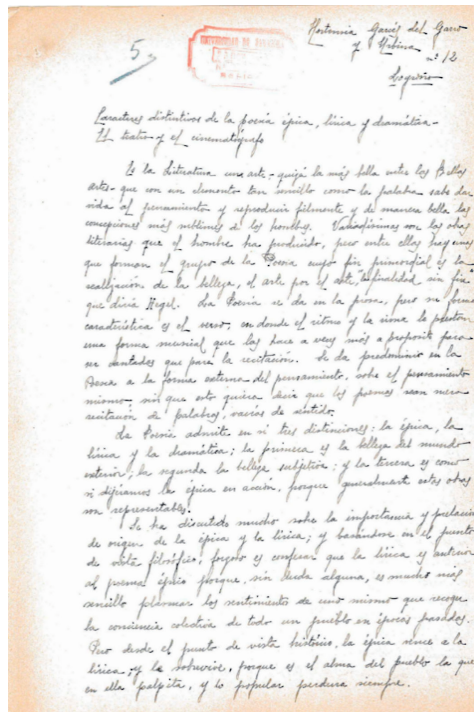 Hortensia Garcés del Garro
y Urbina
nº 12
Logroño
5
UNIVERSIDAD DE
Caracteres distintivos de la poesía épica, lírica y dramática.-
El teatro y el cinematógrafo
Es la Literatura una arte - quizá la más bella entre las Bellas
artes - que con un elemento tan sencillo como la palabra sabe dar
vida al pensamiento y reproducir fielmente y de manera bella las
concepciones más sublimes de los hombres. Variadísimas son las obras
literarias que el hombre ha producido, pero entre ellas hay unas
que forman el grupo de la Poesía cuyo fin primordial es la
realización de la belleza, el arte por el arte, "la finalidad sin fin"
que diría Hegel. La Poesía se da en la prosa, pero su forma
característica es el verso, en donde el ritmo y la rima le prestan
una forma musical que las hace a veces más a propósito para
ser cantadas que para la recitación. Se da predominio en la
Poesía a la forma externa del pensamiento, sobre el pensamiento
mismo sin que esto quiera decir que los poemas sean mera
recitación de palabras, vacías de sentido.
La Poesía admite en sí tres distinciones: la épica, la
lírica y la dramática; la primera es la belleza del mundo
exterior; la segunda la belleza subjetiva; y la tercera es como
si dijéramos la épica en acción, porque generalmente estas obras
son representables.
Se ha discutido mucho sobre la importancia y prelación
de origen de la épica y la lírica; y basándose en el punto
de vista filosófico, forzoso es confesar que la lírica es anterior
al poema épico porque, sin duda alguna, es mucho más
sencillo plasmar los sentimientos de uno mismo que recoger
la conciencia colectiva de todo un pueblo en épocas pasadas.
Pero desde el punto de vista histórico, la épica vence a la
lírica, y la sobrevive, porque es el alma del pueblo la que
en ella palpita, y lo popular perdura siempre.